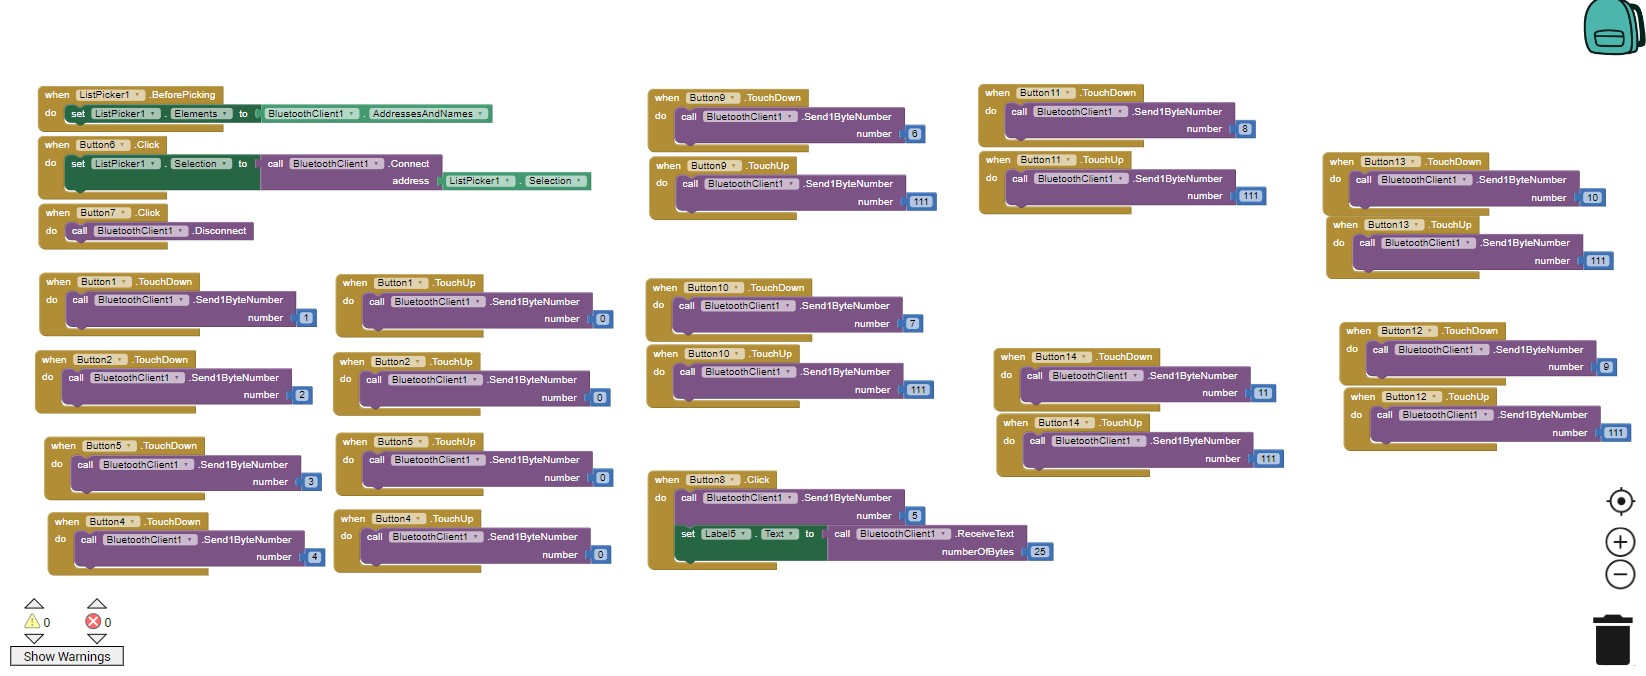 when ListPicker1 .BeforePicking
do set ListPicker1 . Elements to BluetoothClient1 . AddressesAndNames
when Button6 .Click
do set ListPicker1 . Selection to call BluetoothClient1 .Connect
address ListPicker1 . Selection
when Button7 .Click
do call BluetoothClient1 .Disconnect
when Button1 .TouchDown
do call BluetoothClient1 .Send1ByteNumber
number 1
when Button2 .TouchDown
do call BluetoothClient1 .Send1ByteNumber
number 2
when Button5 .TouchDown
do call BluetoothClient1 .Send1ByteNumber
number 3
when Button4 .TouchDown
do call BluetoothClient1 .Send1ByteNumber
number 4
when Button1 .TouchUp
do call BluetoothClient1 .Send1ByteNumber
number 0
when Button2 .TouchUp
do call BluetoothClient1 .Send1ByteNumber
number 0
when Button5 .TouchUp
do call BluetoothClient1 .Send1ByteNumber
number 0
when Button4 .TouchUp
do call BluetoothClient1 .Send1ByteNumber
number 0
when Button9 .TouchDown
do call BluetoothClient1 .Send1ByteNumber
number 6
when Button9 .TouchUp
do call BluetoothClient1 .Send1ByteNumber
number 111
when Button10 .TouchDown
do call BluetoothClient1 .Send1ByteNumber
number 7
when Button10 .TouchUp
do call BluetoothClient1 .Send1ByteNumber
number 111
when Button8 .Click
do call BluetoothClient1 .Send1ByteNumber
number 5
set Label5 . Text to call BluetoothClient1 .ReceiveText
numberOfBytes 25
when Button11 .TouchDown
do call BluetoothClient1 .Send1ByteNumber
number 8
when Button11 .TouchUp
do call BluetoothClient1 .Send1ByteNumber
number 111
when Button14 .TouchDown
do call BluetoothClient1 .Send1ByteNumber
number 11
when Button14 .TouchUp
do call BluetoothClient1 .Send1ByteNumber
number 111
when Button13 .TouchDown
do call BluetoothClient1 .Send1ByteNumber
number 10
when Button13 .TouchUp
do call BluetoothClient1 .Send1ByteNumber
number 111
when Button12 .TouchDown
do call BluetoothClient1 .Send1ByteNumber
number 9
when Button12 .TouchUp
do call BluetoothClient1 .Send1ByteNumber
number 111
0 0
Show Warnings